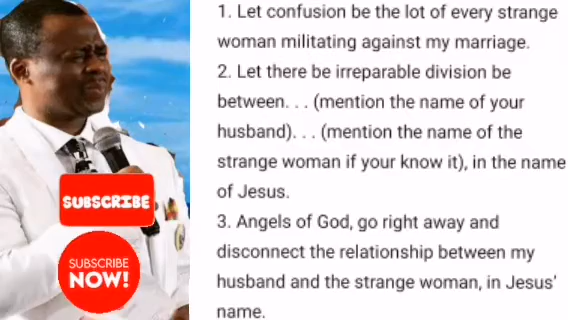 1. Let confusion be the lot of every strange
woman militating against my marriage.
2. Let there be irreparable division be
between. . . (mention the name of your
husband). . . (mention the name of the
strange woman if your know it), in the name
of Jesus.
3. Angels of God, go right away and
disconnect the relationship between my
husband and the strange woman, in Jesus'
name.
SUBSCRIBE
SUBSCRIBE
NOW!